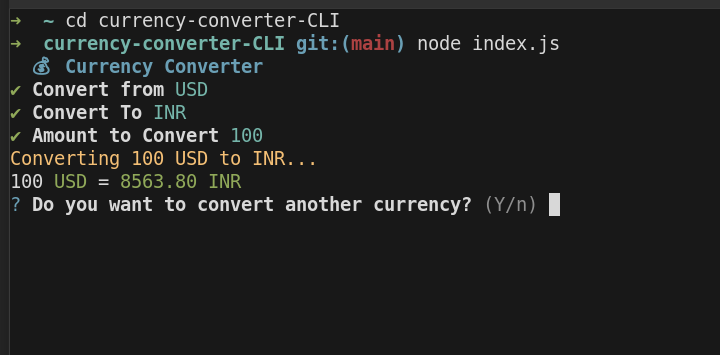 ➜ ~ cd currency-converter-CLI
➜ currency-converter-CLI git:(main) node index.js
💰 Currency Converter
✔ Convert from USD
✔ Convert To INR
✔ Amount to Convert 100
Converting 100 USD to INR...
100 USD = 8563.80 INR
? Do you want to convert another currency? (Y/n)